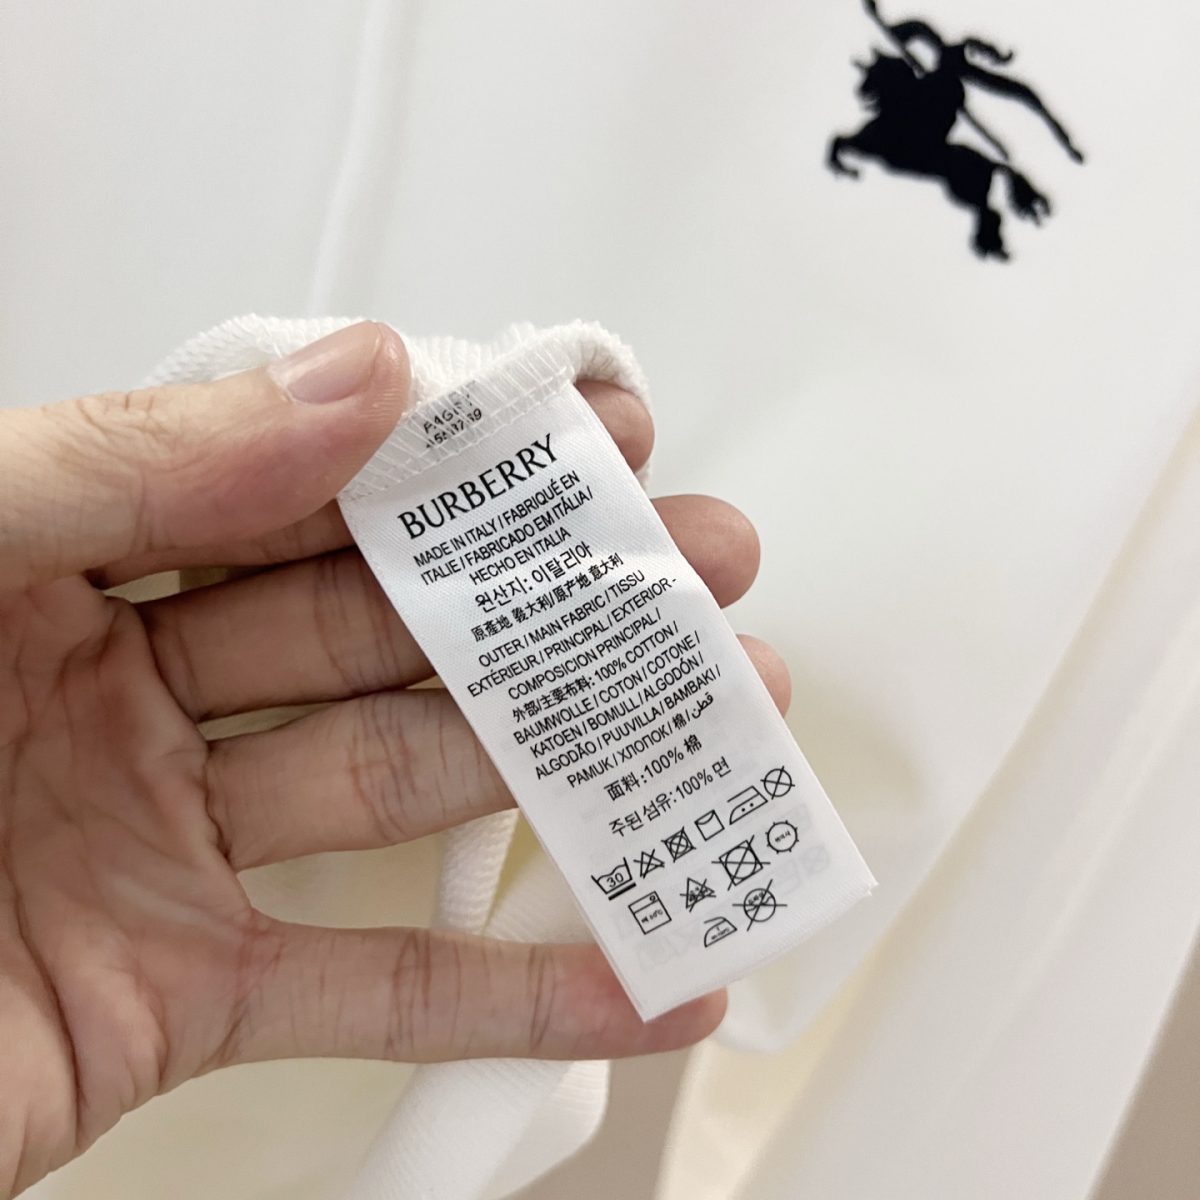 BURBERRY
MADE IN ITALY / FABRIQUÉ EN
ITALIE / FABRICADO EM ITÁLIA /
HECHO EN ITALIA
원산지: 이탈리아
原產地 義大利/原产地 意大利
OUTER / MAIN FABRIC / TISSU
EXTÉRIEUR / PRINCIPAL / EXTERIOR -
COMPOSICION PRINCIPAL /
外部/主要布料: 100% COTTON /
BAUMWOLLE / COTON / COTONE /
KATOEN / BOMULL / ALGODÓN /
ALGODÃO / PUUVILLA / BAMBAKI /
PAMUK / ХЛОПОК / 棉 / قطن
面料:100% 棉
주된섬유:100% 면
30